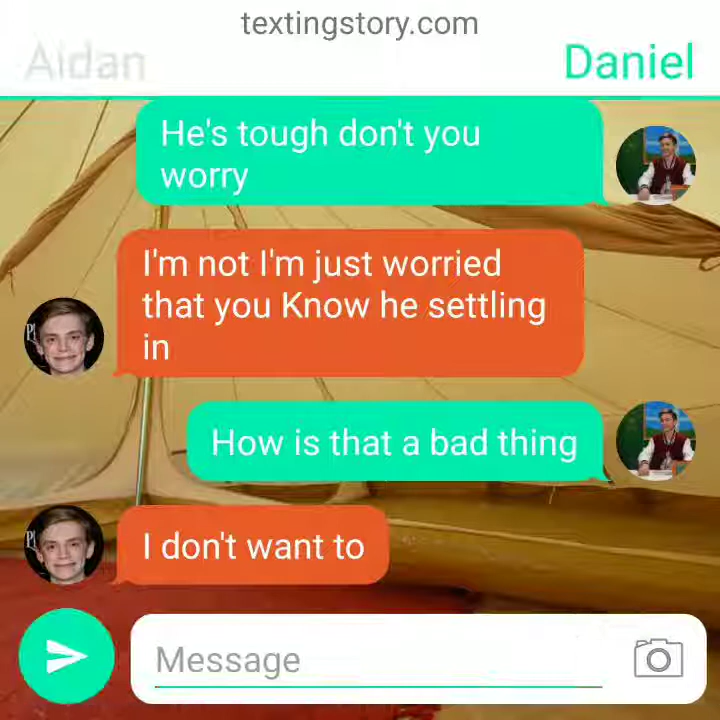 textingstory.com
Aidan
Daniel
He's tough don't you
worry
I'm not I'm just worried
that you Know he settling
in
How is that a bad thing
I don't want to
Message